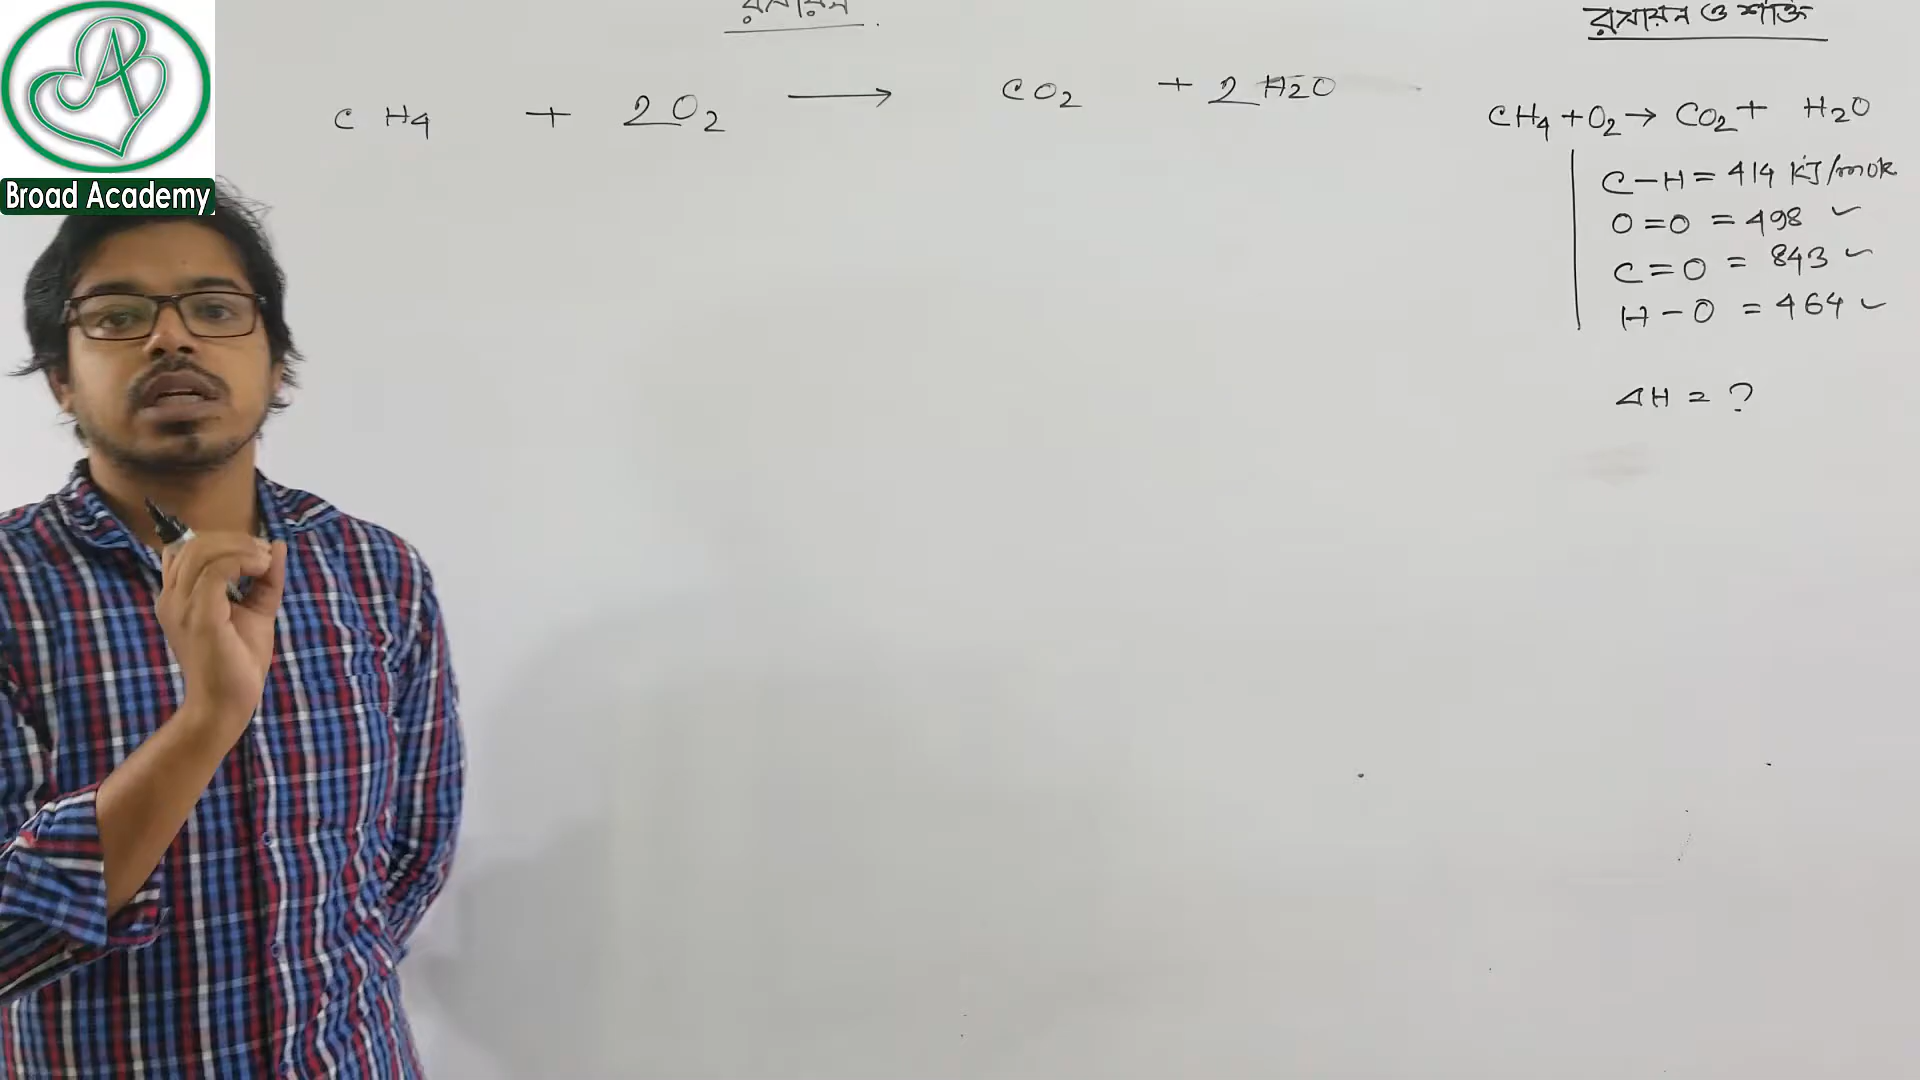 Broad Academy
রসায়ন
CH4 + 2O2 → CO2 + 2H2O
রসায়ন ও শক্তি
CH4 + O2 → CO2 + H2O
C-H = 414 kJ/mole
O=O = 498 ✓
C=O = 843 ✓
H-O = 464 ✓
ΔH = ?